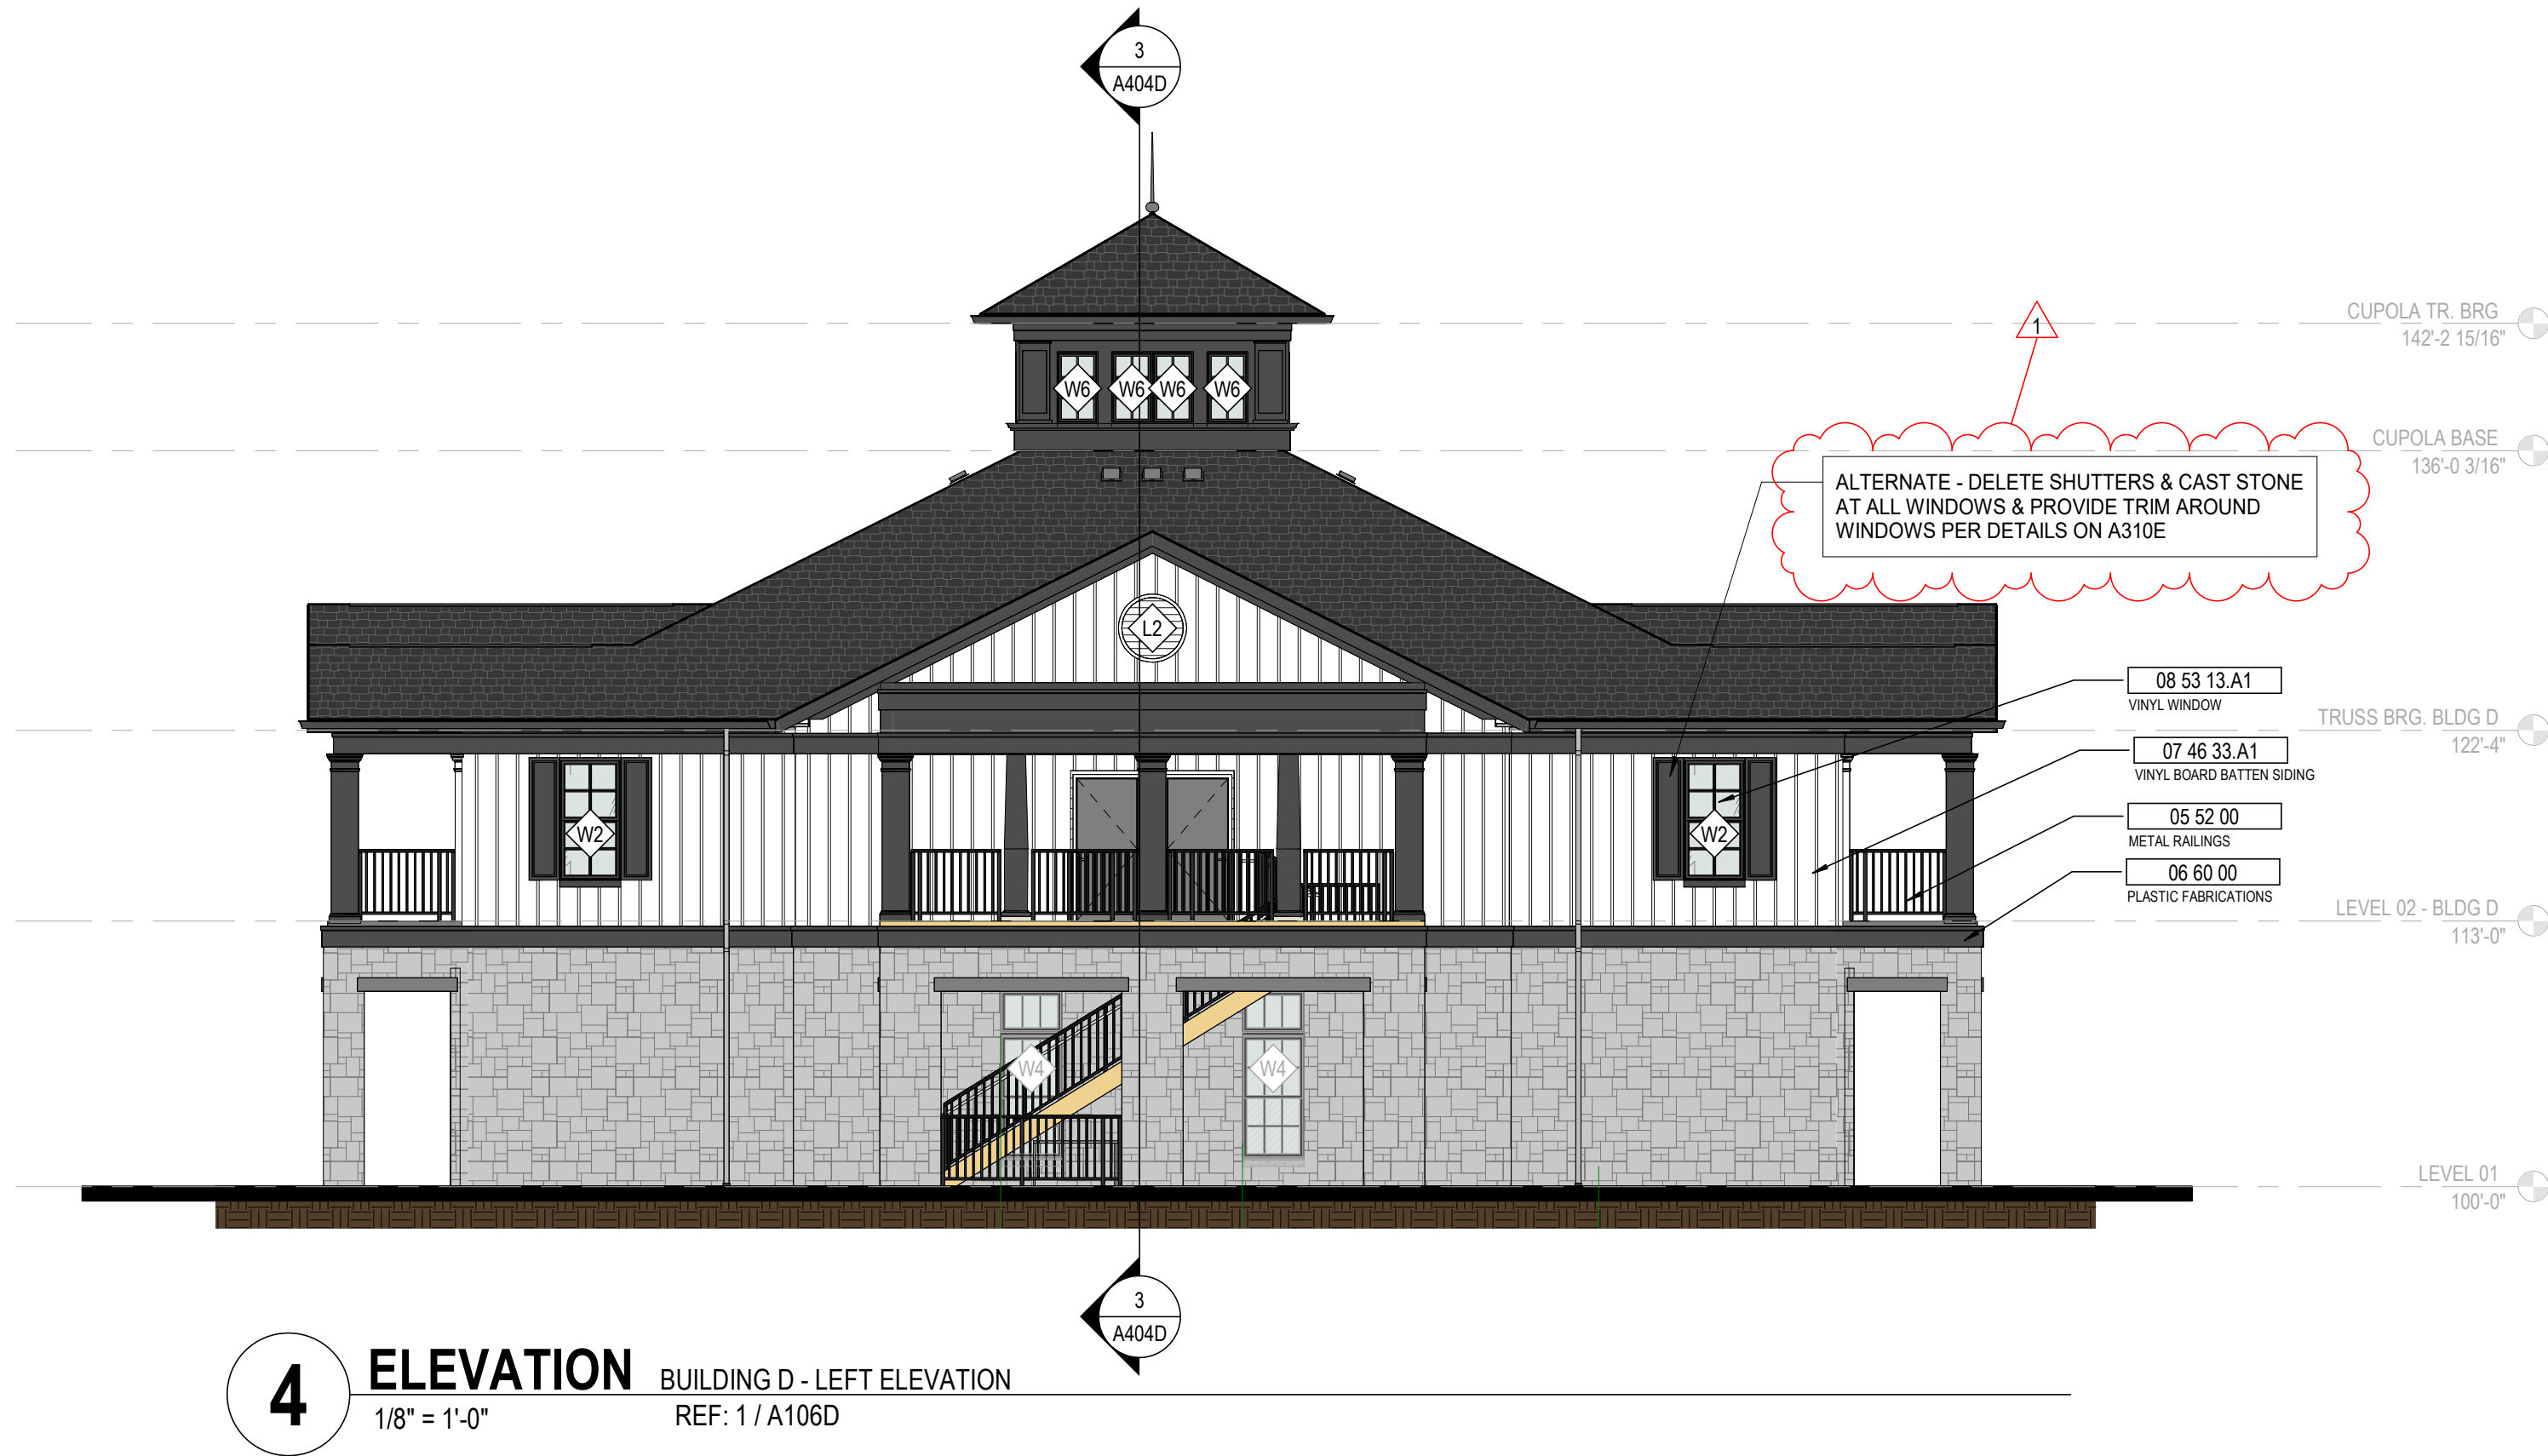 3
A404D
CUPOLA TR. BRG
142'-2 15/16"
1
W6 W6 W6 W6
CUPOLA BASE
136'-0 3/16"
ALTERNATE - DELETE SHUTTERS & CAST STONE
AT ALL WINDOWS & PROVIDE TRIM AROUND
WINDOWS PER DETAILS ON A310E
L2
08 53 13.A1
VINYL WINDOW
TRUSS BRG. BLDG D
122'-4"
07 46 33.A1
VINYL BOARD BATTEN SIDING
W2 W2
05 52 00
METAL RAILINGS
06 60 00
PLASTIC FABRICATIONS
LEVEL 02 - BLDG D
113'-0"
W4 W4
LEVEL 01
100'-0"
3
A404D
4 ELEVATION BUILDING D - LEFT ELEVATION
1/8" = 1'-0" REF: 1 / A106D